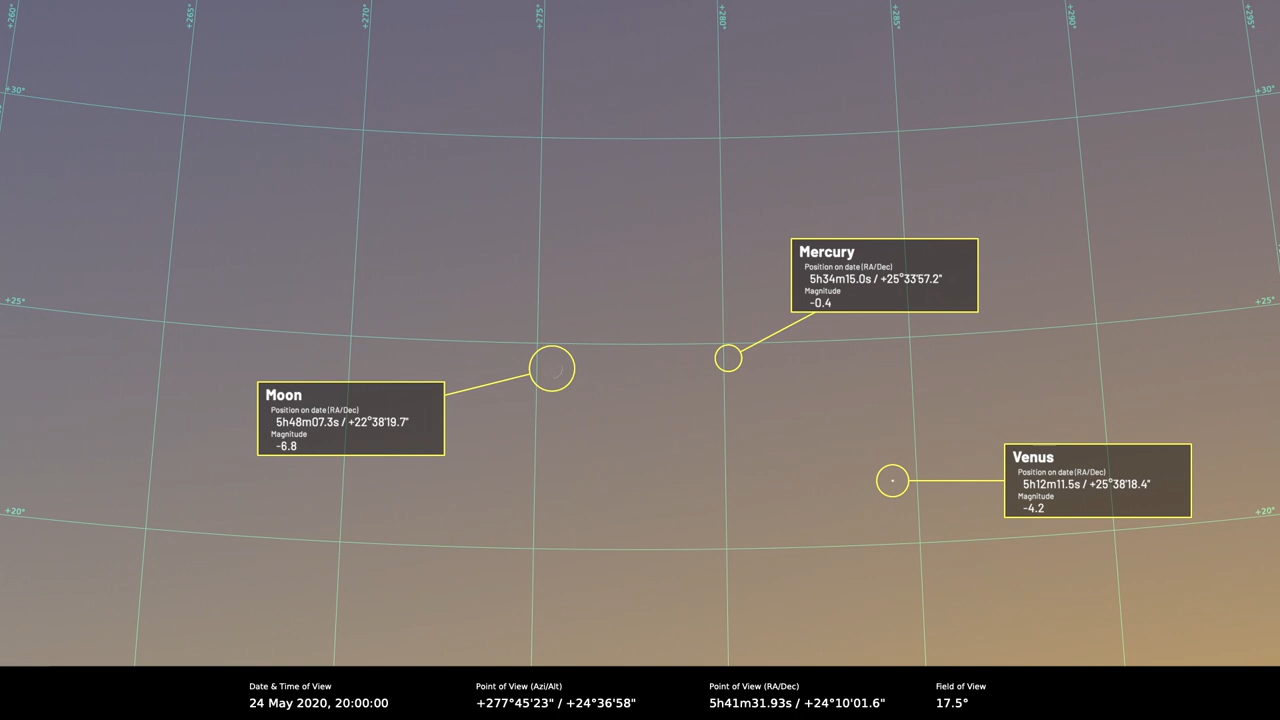 +260°
+265°
+270°
+275°
+280°
+285°
+290°
+295°
+30°
+30°
Mercury
Position on date (RA/Dec)
5h34m15.0s / +25°33'57.2"
Magnitude
-0.4
+25°
+25°
Moon
Position on date (RA/Dec)
5h48m07.3s / +22°38'19.7"
Magnitude
-6.8
Venus
Position on date (RA/Dec)
5h12m11.5s / +25°38'18.4"
Magnitude
-4.2
+20°
+20°
Date & Time of View
24 May 2020, 20:00:00
Point of View (Azi/Alt)
+277°45'23" / +24°36'58"
Point of View (RA/Dec)
5h41m31.93s / +24°10'01.6"
Field of View
17.5°